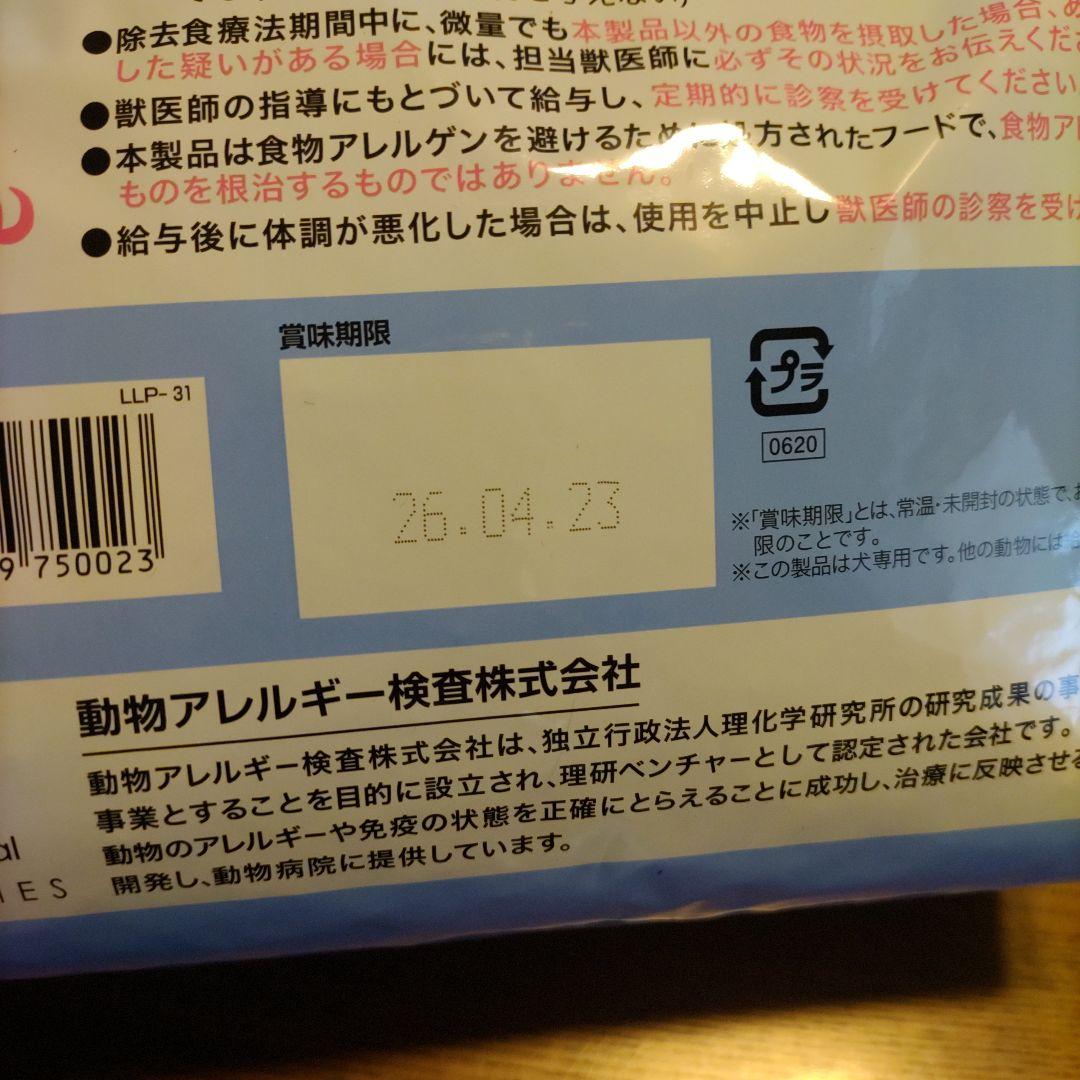 ●除去食療法期間中に、微量でも本製品以外の食物を摂取した場合、
した疑いがある場合には、担当獣医師に必ずその状況をお伝えくだ
●獣医師の指導にもとづいて給与し、定期的に診察を受けてください
●本製品は食物アレルゲンを避けるために処方されたフードで、食物ア
ものを根治するものではありません。
●給与後に体調が悪化した場合は、使用を中止し獣医師の診察を受け
賞味期限
LLP-31
9 750023
26.04.23
プラ
0620
※「賞味期限」とは、常温・未開封の状態で、
限のことです。
※この製品は犬専用です。他の動物には
動物アレルギー検査株式会社
動物アレルギー検査株式会社は、独立行政法人理化学研究所の研究成果の事
事業とすることを目的に設立され、理研ベンチャーとして認定された会社です。
動物のアレルギーや免疫の状態を正確にとらえることに成功し、治療に反映させ
開発し、動物病院に提供しています。
al
IES